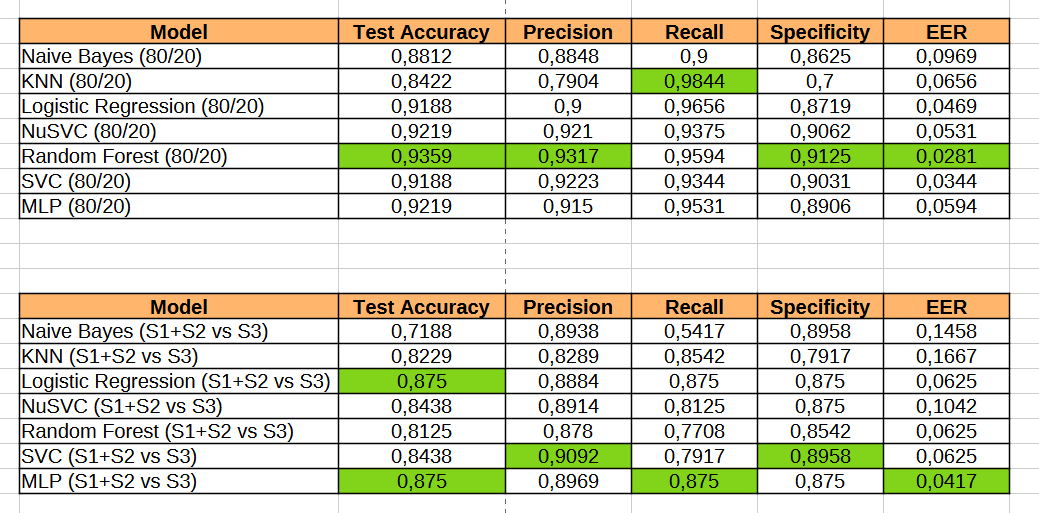 Model Test Accuracy Precision Recall Specificity EER
Naive Bayes (80/20) 0,8812 0,8848 0,9 0,8625 0,0969
KNN (80/20) 0,8422 0,7904 0,9844 0,7 0,0656
Logistic Regression (80/20) 0,9188 0,9 0,9656 0,8719 0,0469
NuSVC (80/20) 0,9219 0,921 0,9375 0,9062 0,0531
Random Forest (80/20) 0,9359 0,9317 0,9594 0,9125 0,0281
SVC (80/20) 0,9188 0,9223 0,9344 0,9031 0,0344
MLP (80/20) 0,9219 0,915 0,9531 0,8906 0,0594
Model Test Accuracy Precision Recall Specificity EER
Naive Bayes (S1+S2 vs S3) 0,7188 0,8938 0,5417 0,8958 0,1458
KNN (S1+S2 vs S3) 0,8229 0,8289 0,8542 0,7917 0,1667
Logistic Regression (S1+S2 vs S3) 0,875 0,8884 0,875 0,875 0,0625
NuSVC (S1+S2 vs S3) 0,8438 0,8914 0,8125 0,875 0,1042
Random Forest (S1+S2 vs S3) 0,8125 0,878 0,7708 0,8542 0,0625
SVC (S1+S2 vs S3) 0,8438 0,9092 0,7917 0,8958 0,0625
MLP (S1+S2 vs S3) 0,875 0,8969 0,875 0,875 0,0417